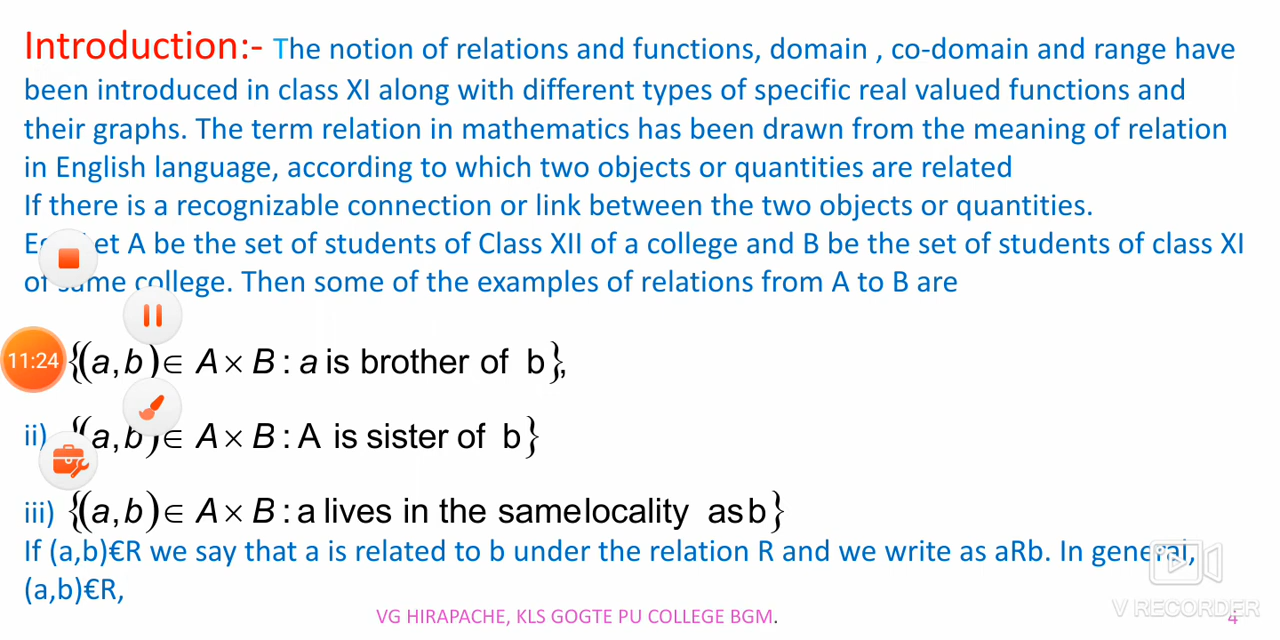 Introduction:- The notion of relations and functions, domain , co-domain and range have
been introduced in class XI along with different types of specific real valued functions and
their graphs. The term relation in mathematics has been drawn from the meaning of relation
in English language, according to which two objects or quantities are related
If there is a recognizable connection or link between the two objects or quantities.
et A be the set of students of Class XII of a college and B be the set of students of class XI
of same college. Then some of the examples of relations from A to B are
11:24 {(a,b)∈ A×B : a is brother of b},
ii) {(a,b)∈ A×B : A is sister of b}
iii) {(a,b)∈ A×B : a lives in the samelocality asb}
If (a,b)€R we say that a is related to b under the relation R and we write as aRb. In general,
(a,b)€R,
V RECORDER
VG HIRAPACHE, KLS GOGTE PU COLLEGE BGM. 4